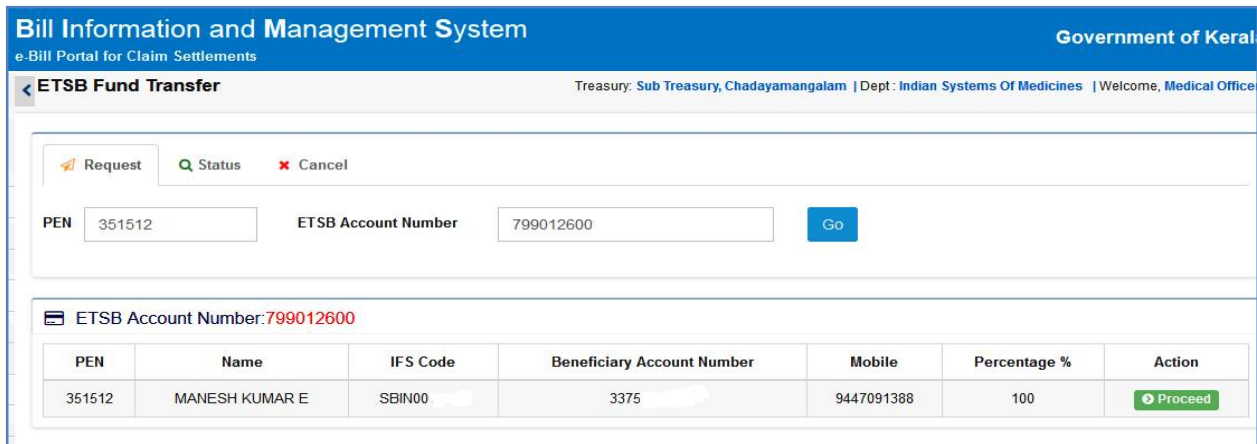 Bill Information and Management System
e-Bill Portal for Claim Settlements
Government of Keral
ETSB Fund Transfer
Treasury: Sub Treasury, Chadayamangalam | Dept : Indian Systems Of Medicines | Welcome, Medical Officer
Request Status Cancel
PEN 351512 ETSB Account Number 799012600 Go
ETSB Account Number:799012600
PEN Name IFS Code Beneficiary Account Number Mobile Percentage % Action
351512 MANESH KUMAR E SBIN00 3375 9447091388 100 Proceed